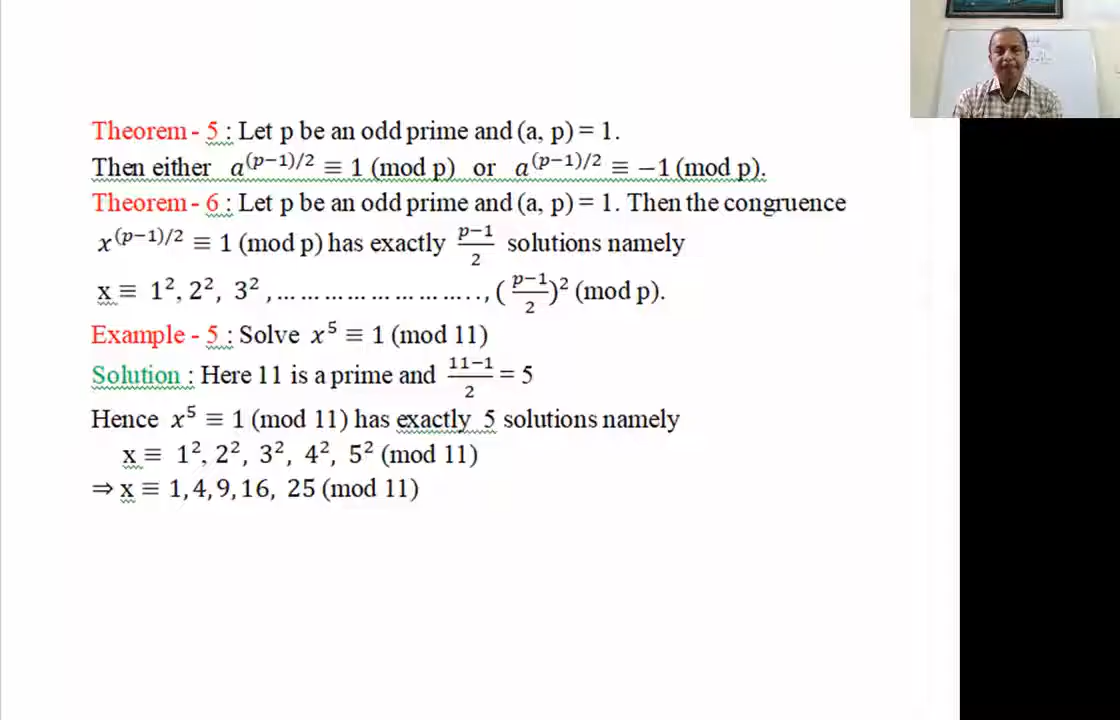 Theorem - 5 : Let p be an odd prime and (a, p) = 1.
Then either a^(p−1)/2 ≡ 1 (mod p) or a^(p−1)/2 ≡ −1 (mod p).
Theorem - 6 : Let p be an odd prime and (a, p) = 1. Then the congruence
x^(p−1)/2 ≡ 1 (mod p) has exactly (p−1)/2 solutions namely
x ≡ 1², 2², 3² , … … … … … … … … . . , ((p−1)/2)² (mod p).
Example - 5 : Solve x⁵ ≡ 1 (mod 11)
Solution : Here 11 is a prime and (11−1)/2 = 5
Hence x⁵ ≡ 1 (mod 11) has exactly 5 solutions namely
x ≡ 1², 2², 3², 4², 5² (mod 11)
⇒ x ≡ 1, 4, 9, 16, 25 (mod 11)